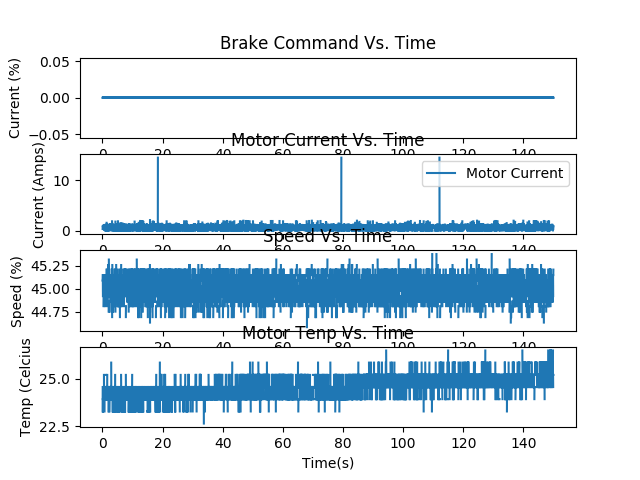 Brake Command Vs. Time
Current (%)
0.05
0.00
−0.05
0 20 40 60 80 100 120 140
Motor Current Vs. Time
Current (Amps)
10
0
Motor Current
0 20 40 60 80 100 120 140
Speed Vs. Time
Speed (%)
45.25
45.00
44.75
0 20 40 60 80 100 120 140
Motor Tenp Vs. Time
Temp (Celcius
25.0
22.5
0 20 40 60 80 100 120 140
Time(s)